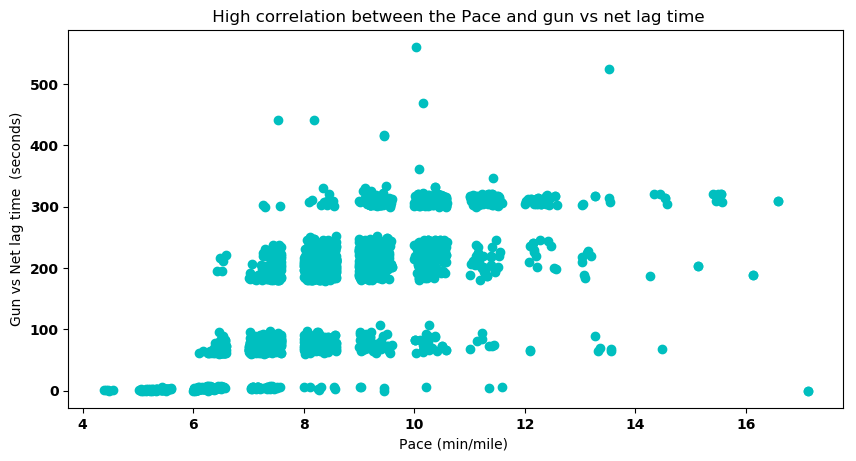 High correlation between the Pace and gun vs net lag time
Gun vs Net lag time (seconds)
500
400
300
200
100
0
4 6 8 10 12 14 16
Pace (min/mile)